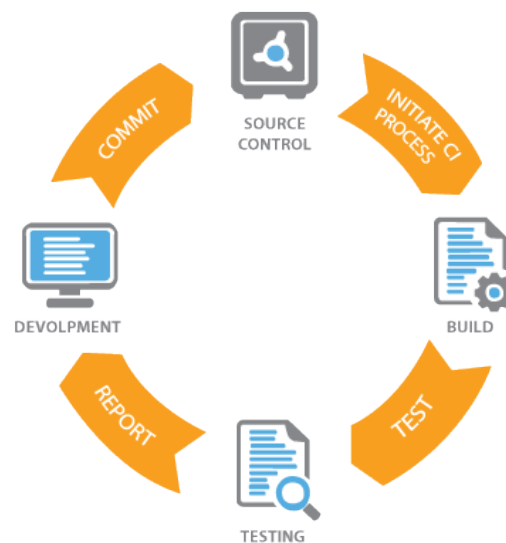 SOURCE
CONTROL
INITIATE CI
PROCESS
BUILD
TEST
TESTING
REPORT
DEVOLPMENT
COMMIT